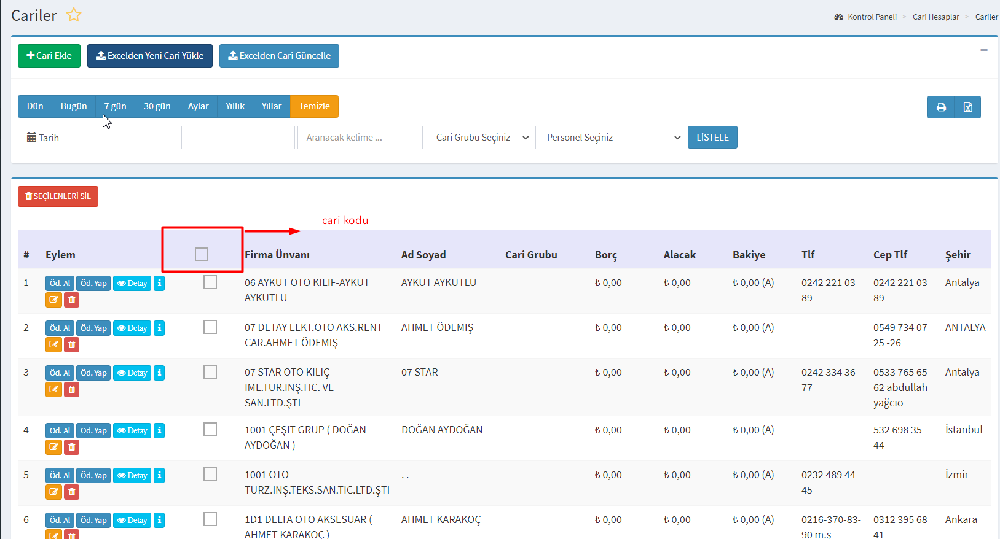 Cariler
Kontrol Paneli > Cari Hesaplar > Cariler
Cari Ekle Excelden Yeni Cari Yükle Excelden Cari Güncelle
Dün Bugün 7 gün 30 gün Aylar Yıllık Yıllar Temizle
Tarih Aranacak kelime ... Cari Grubu Seçiniz Personel Seçiniz LİSTELE
SEÇİLENLERİ SİL
cari kodu
# Eylem Firma Ünvanı Ad Soyad Cari Grubu Borç Alacak Bakiye Tlf Cep Tlf Şehir
1 Öd. Al Öd. Yap Detay i 06 AYKUT OTO KILIF-AYKUT AYKUT AYKUTLU ₺ 0,00 ₺ 0,00 ₺ 0,00 (A) 0242 221 03 0242 221 03 Antalya
AYKUTLU 89 89
2 Öd. Al Öd. Yap Detay i 07 DETAY ELKT.OTO AKS.RENT AHMET ÖDEMIŞ ₺ 0,00 ₺ 0,00 ₺ 0,00 (A) 0549 734 07 ANTALYA
CAR.AHMET ÖDEMIŞ 25 -26
3 Öd. Al Öd. Yap Detay i 07 STAR OTO KILIÇ 07 STAR ₺ 0,00 ₺ 0,00 ₺ 0,00 (A) 0242 334 36 0533 765 65 Antalya
IML.TUR.INŞ.TIC. VE 77 62 abdullah
SAN.LTD.ŞTI yağcıo
4 Öd. Al Öd. Yap Detay i 1001 ÇEŞIT GRUP ( DOĞAN DOĞAN AYDOĞAN ₺ 0,00 ₺ 0,00 ₺ 0,00 (A) 532 698 35 İstanbul
AYDOĞAN ) 44
5 Öd. Al Öd. Yap Detay i 1001 OTO . . ₺ 0,00 ₺ 0,00 ₺ 0,00 (A) 0232 489 44 İzmir
TURZ.INŞ.TEKS.SAN.TIC.LTD.ŞTI 45
6 Öd. Al Öd. Yap Detay i 1D1 DELTA OTO AKSESUAR ( AHMET KARAKOÇ ₺ 0,00 ₺ 0,00 ₺ 0,00 (A) 0216-370-83- 0312 395 68 Ankara
AHMET KARAKOÇ ) 90 m.ş 41